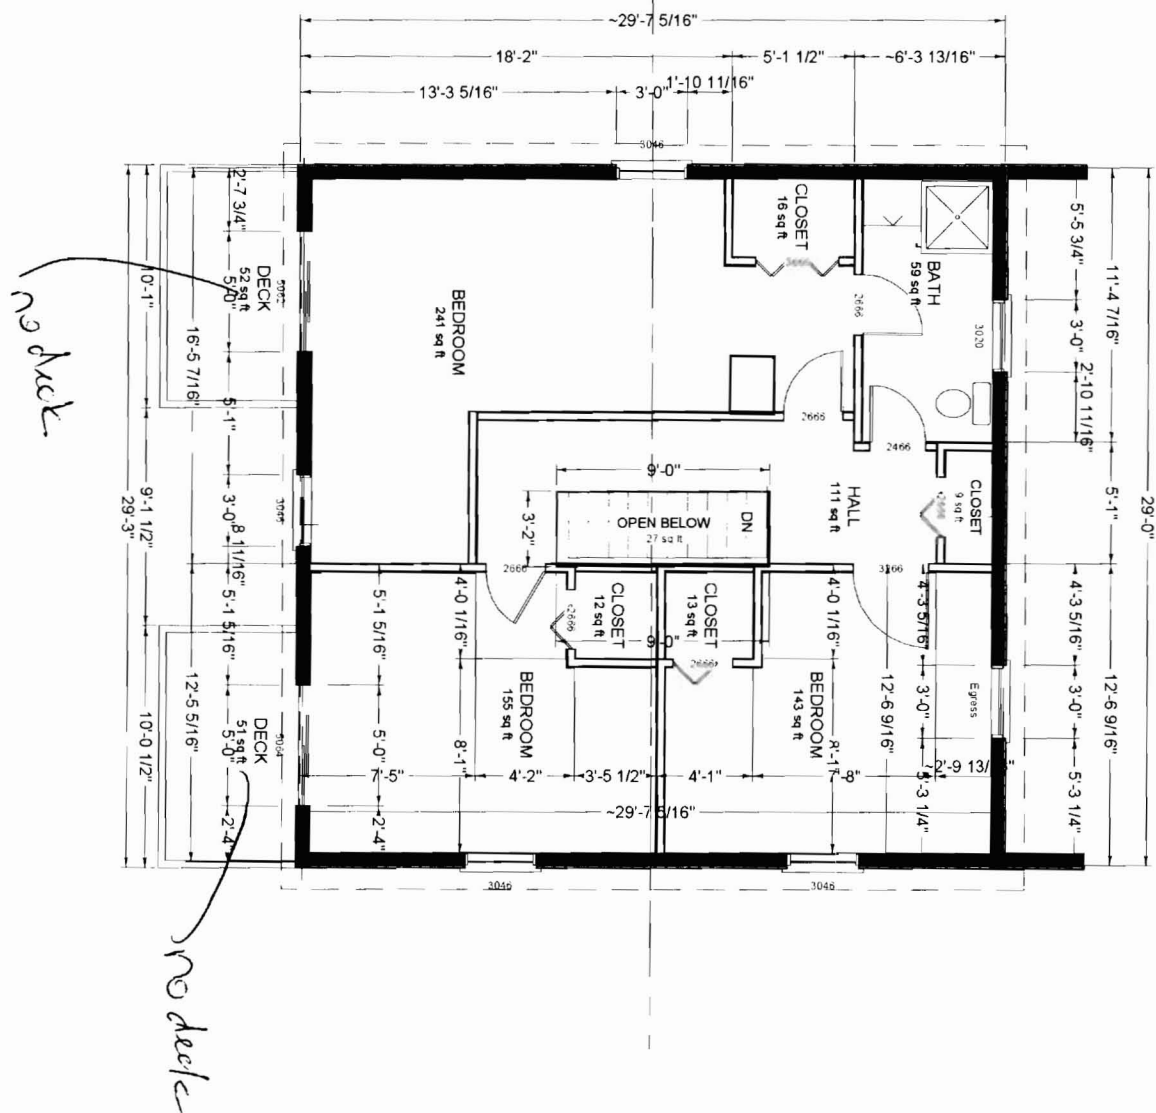 ~29'-7 5/16"
18'-2"
5'-1 1/2"
~6'-3 13/16"
13'-3 5/16"
3'-0"
1'-10 11/16"
3046
2'-7 3/4"
10'-1"
16'-5 7/16"
DECK
52 sq ft
5'-0"
5'-1"
no deck
BEDROOM
241 sq ft
CLOSET
16 sq ft
BATH
59 sq ft
2666
3020
2666
2466
5'-5 3/4"
11'-4 7/16"
3'-0"
2'-10 11/16"
29'-0"
5'-1"
9'-0"
3'-2"
OPEN BELOW
27 sq ft
DN
HALL
111 sq ft
CLOSET
9 sq ft
29'-3"
9'-1 1/2"
3'-0"
8 11/16"
3046
5'-1 5/16"
12'-5 5/16"
10'-0 1/2"
DECK
51 sq ft
5'-0"
2'-4"
no deck
5'-1 5/16"
5'-0"
2'-4"
2666
4'-0 1/16"
8'-1"
2666
CLOSET
12 sq ft
CLOSET
13 sq ft
9'-0"
2666
BEDROOM
155 sq ft
4'-0 1/16"
BEDROOM
143 sq ft
12'-6 9/16"
4'-3 5/16"
3'-0"
5'-3 1/4"
Egress
4'-3 5/16"
3'-0"
5'-3 1/4"
12'-6 9/16"
7'-5"
4'-2"
3'-5 1/2"
4'-1"
7'-8"
~29'-7 5/16"
3046
3046